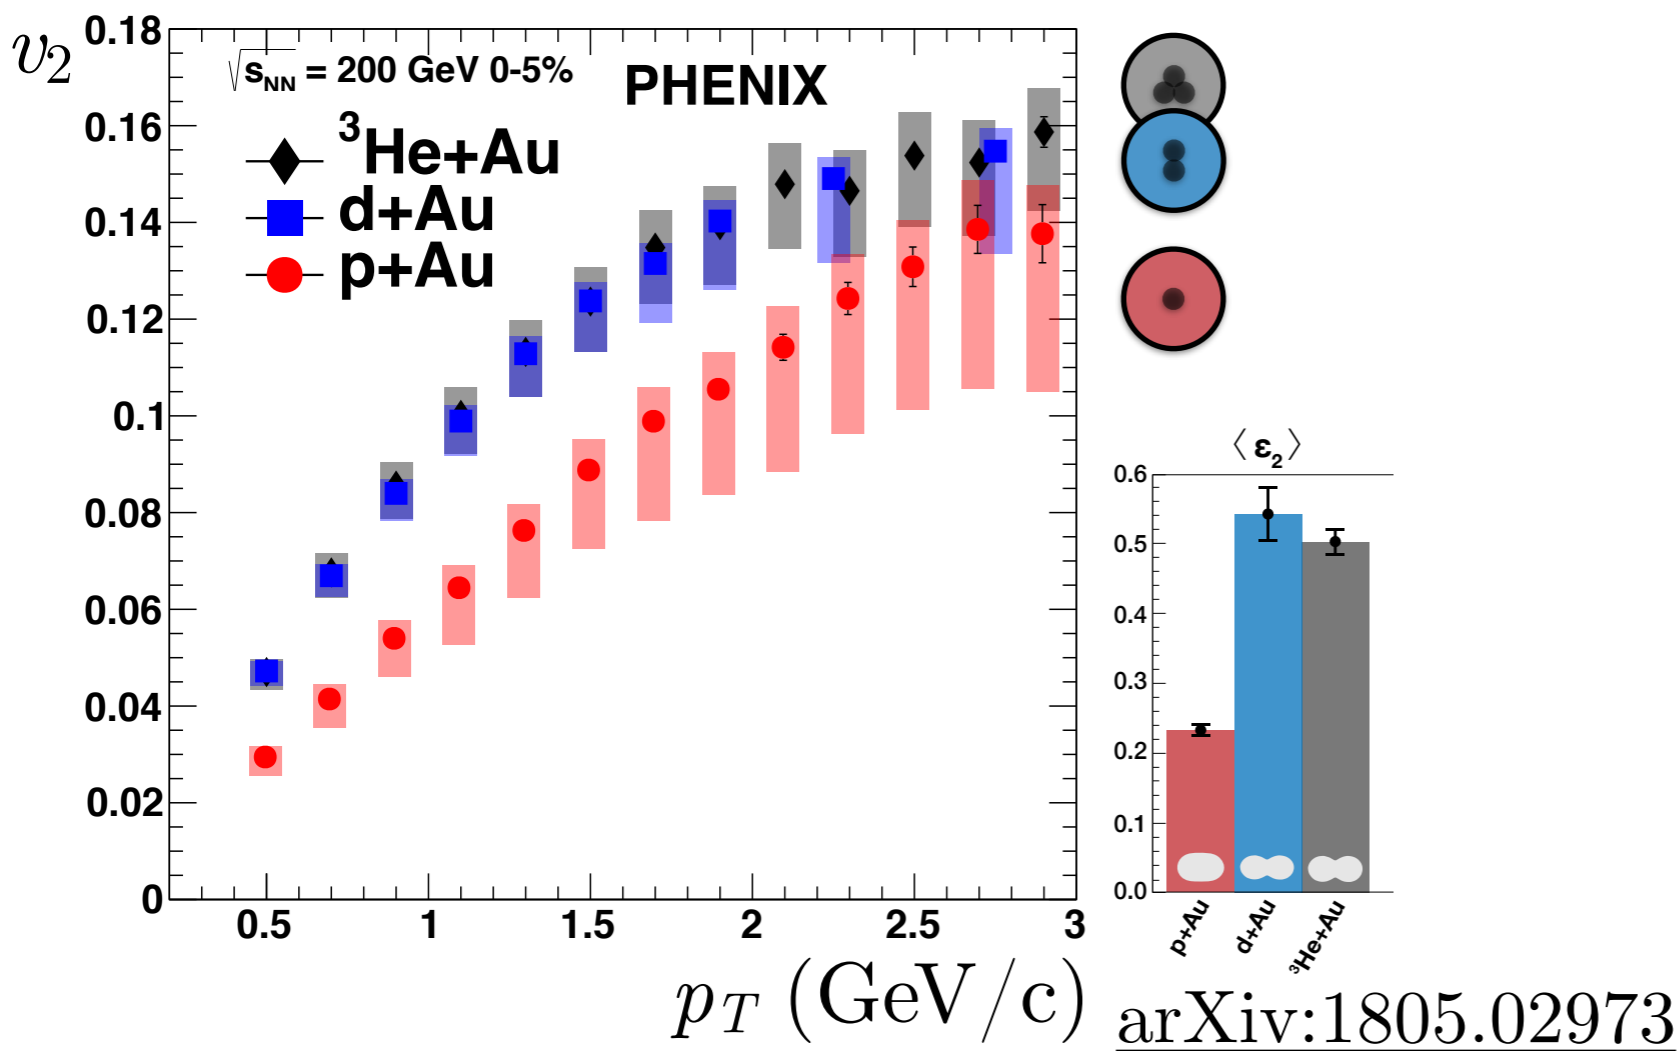 v₂
√sNN = 200 GeV 0-5%
PHENIX
³He+Au
d+Au
p+Au
0.18
0.16
0.14
0.12
0.1
0.08
0.06
0.04
0.02
0
0.5
1
1.5
2
2.5
3
p_T (GeV/c)
⟨ε₂⟩
0.6
0.5
0.4
0.3
0.2
0.1
0.0
p+Au
d+Au
³He+Au
arXiv:1805.02973